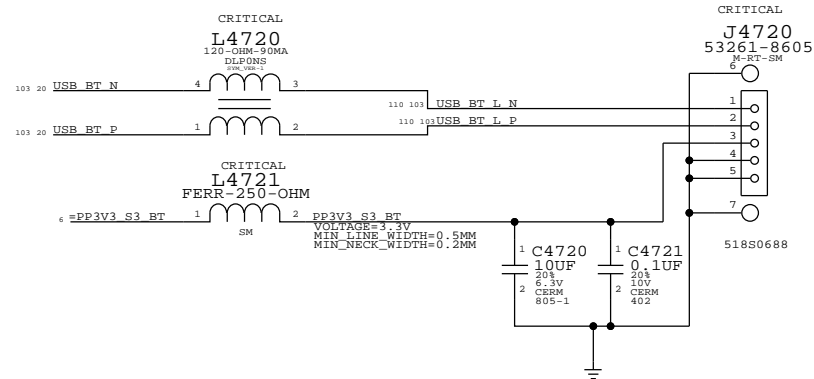 CRITICAL
L4720
120-OHM-90MA
DLP0NS
SYM_VER-1
4 3
103 20 USB_BT_N
110 103 USB_BT_L_N
110 103 USB_BT_L_P
103 20 USB_BT_P
1 2
CRITICAL
L4721
FERR-250-OHM
6 =PP3V3_S3_BT
1 2
SM
PP3V3_S3_BT
VOLTAGE=3.3V
MIN_LINE_WIDTH=0.5MM
MIN_NECK_WIDTH=0.2MM
1
C4720
10UF
20%
6.3V
2
CERM
805-1
1
C4721
0.1UF
20%
10V
2
CERM
402
CRITICAL
J4720
53261-8605
M-RT-SM
6
1
2
3
4
5
7
518S0688